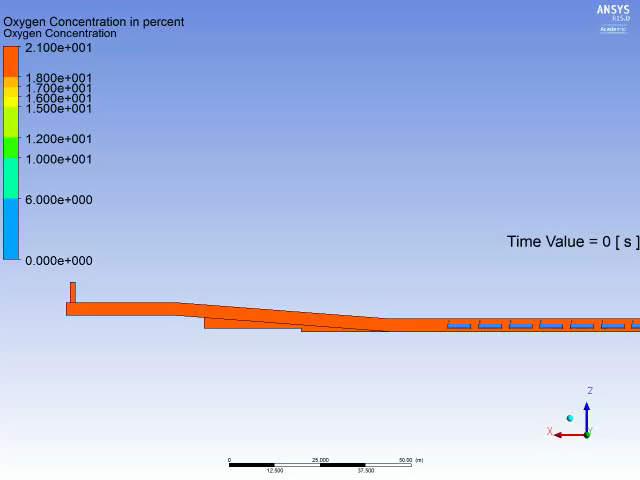 Oxygen Concentration in percent
Oxygen Concentration
2.100e+001
1.800e+001
1.700e+001
1.600e+001
1.500e+001
1.200e+001
1.000e+001
6.000e+000
0.000e+000
ANSYS
R15.0
Academic
Time Value = 0 [ s ]
Z
X
Y
0
25.000
50.00
(m)
12.500
37.500